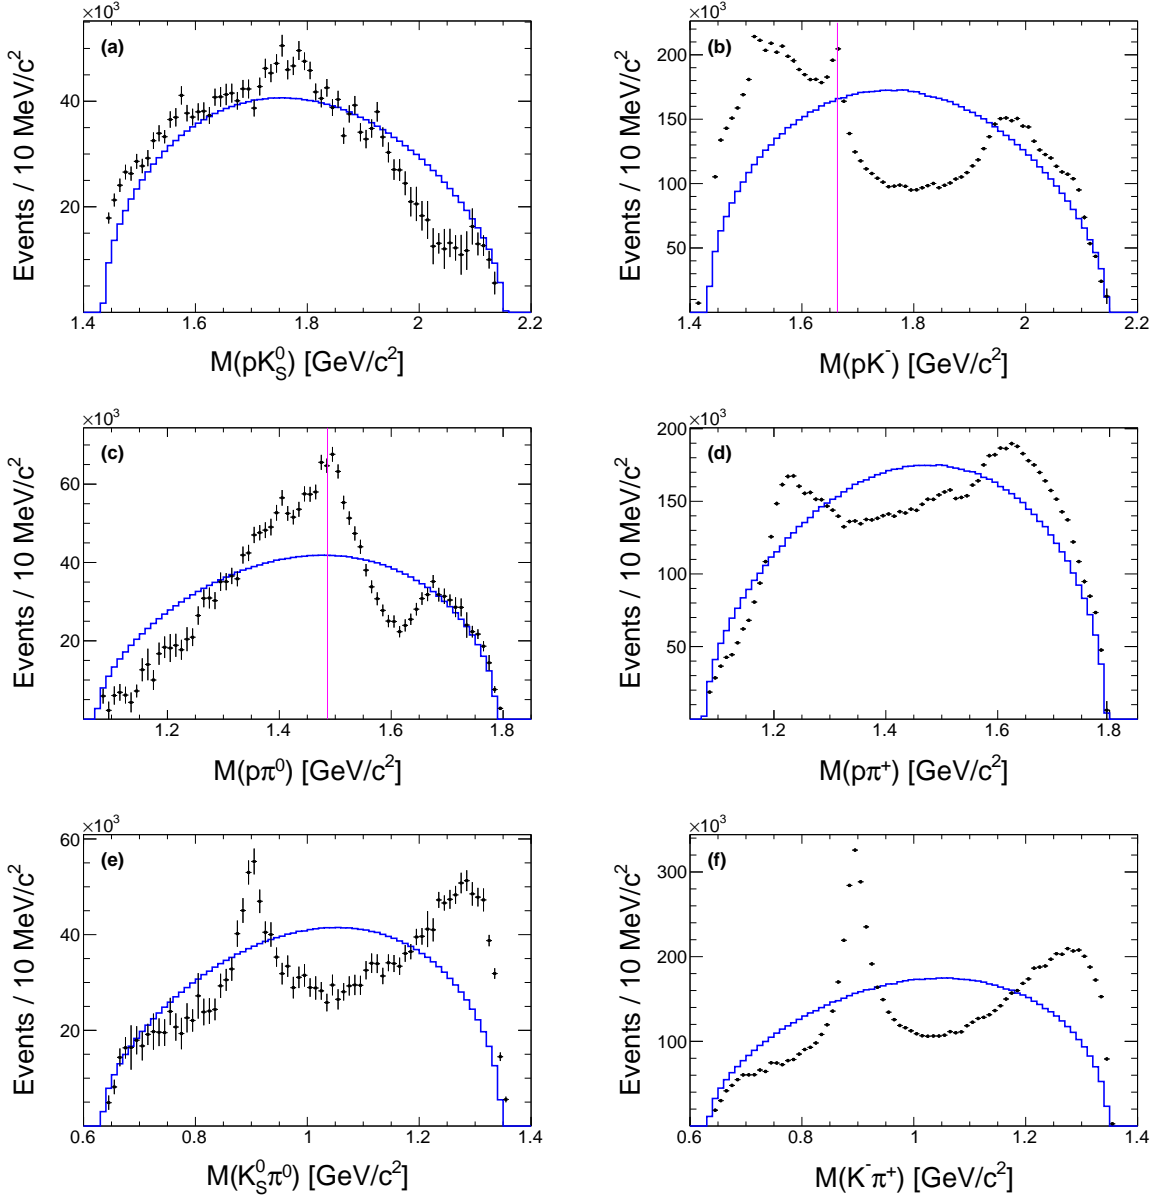 ×10³
(a)
Events / 10 MeV/c²
20
40
1.4
1.6
1.8
2
2.2
M(pK⁰_S) [GeV/c²]
(b)
Events / 10 MeV/c²
×10³
50
100
150
200
1.4
1.6
1.8
2
2.2
M(pK⁻) [GeV/c²]
×10³
(c)
Events / 10 MeV/c²
20
40
60
1.2
1.4
1.6
1.8
M(pπ⁰) [GeV/c²]
×10³
(d)
Events / 10 MeV/c²
50
100
150
200
1.2
1.4
1.6
1.8
M(pπ⁺) [GeV/c²]
×10³
(e)
Events / 10 MeV/c²
20
40
60
0.6
0.8
1
1.2
1.4
M(K⁰_Sπ⁰) [GeV/c²]
×10³
(f)
Events / 10 MeV/c²
100
200
300
0.6
0.8
1
1.2
1.4
M(K⁻π⁺) [GeV/c²]